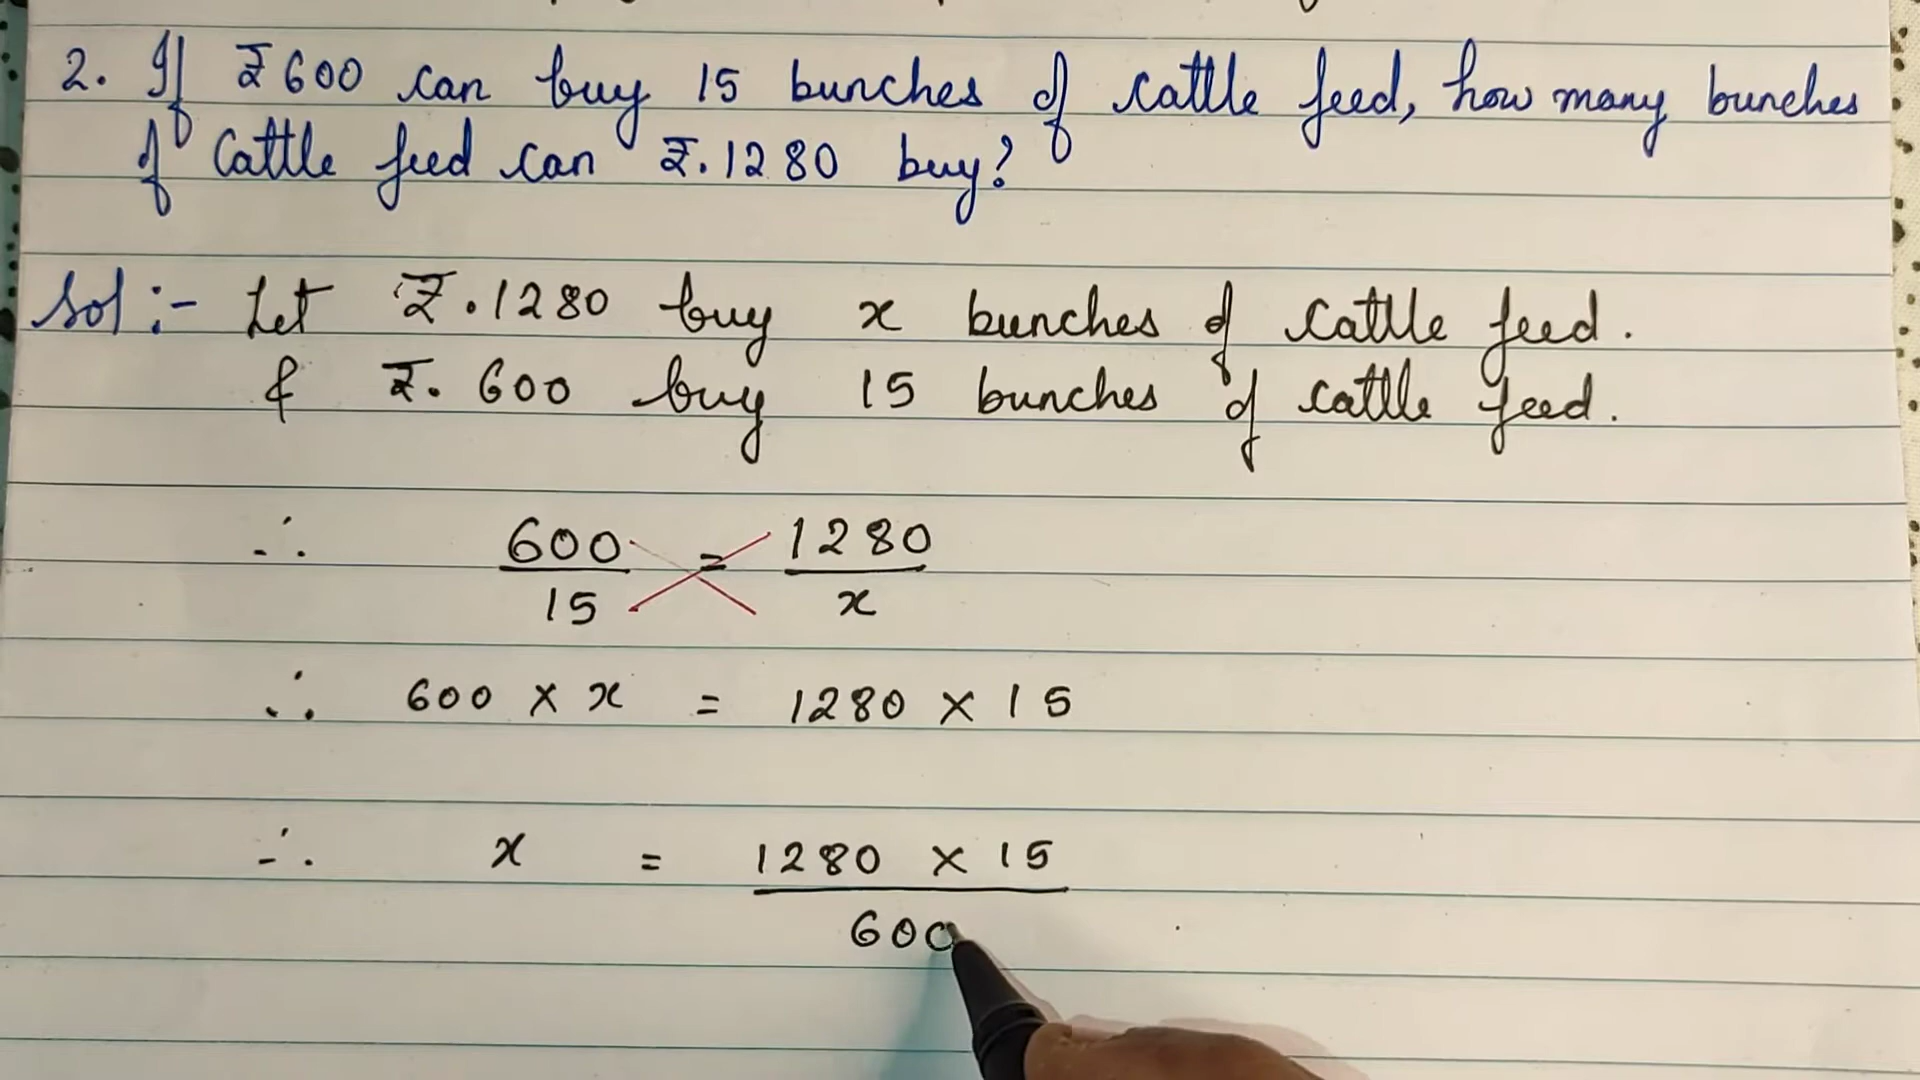 2. If ₹ 600 can buy 15 bunches of cattle feed, how many bunches
of cattle feed can ₹. 1280 buy?
Sol :- Let ₹. 1280 buy x bunches of cattle feed.
& ₹. 600 buy 15 bunches of cattle feed.
∴ 600/15 = 1280/x
∴ 600 × x = 1280 × 15
∴ x = 1280 × 15
600